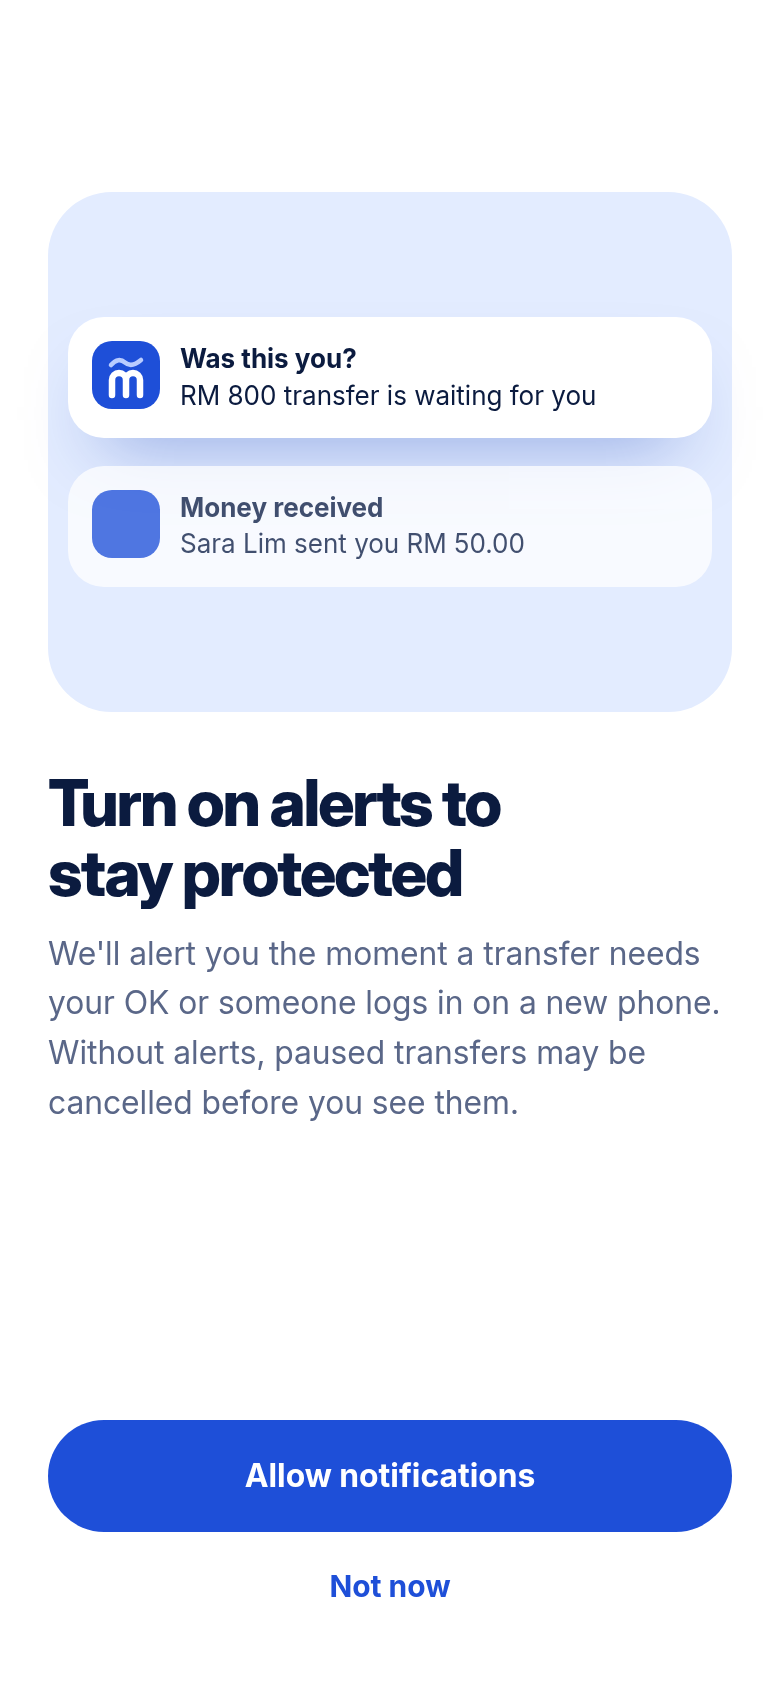 Was this you?
RM 800 transfer is waiting for you
Money received
Sara Lim sent you RM 50.00
Turn on alerts to
stay protected
We'll alert you the moment a transfer needs
your OK or someone logs in on a new phone.
Without alerts, paused transfers may be
cancelled before you see them.
Allow notifications
Not now